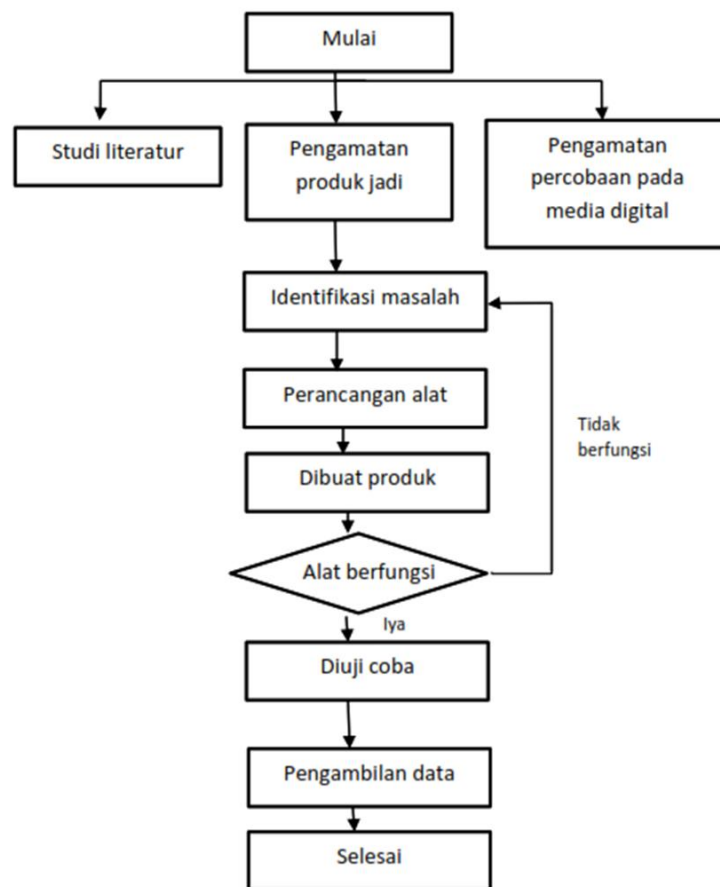 Mulai
Studi literatur
Pengamatan
produk jadi
Pengamatan
percobaan pada
media digital
Identifikasi masalah
Perancangan alat
Tidak
berfungsi
Dibuat produk
Alat berfungsi
Iya
Diuji coba
Pengambilan data
Selesai